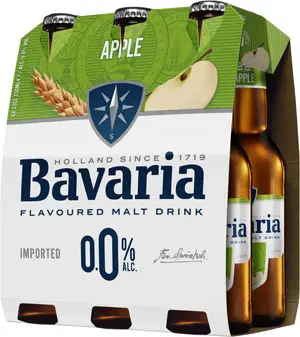 APPLE
APPLE
S
HOLLAND SINCE 1719
Bavaria
FLAVOURED MALT DRINK
IMPORTED
0.0% ALC.